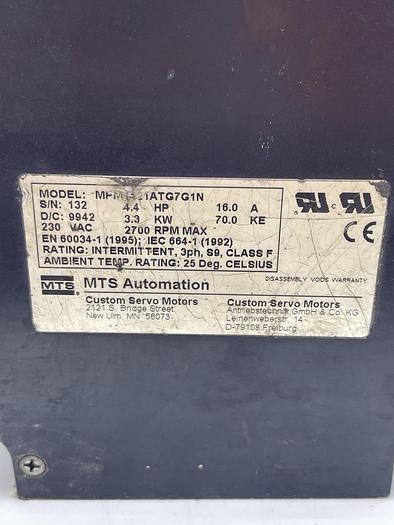 MODEL:
S/N: 132 4.4 HP 16.0 A
D/C: 9942 3.3 KW 70.0 KE
230 VAC 2700 RPM MAX
EN 60034-1 (1995); IEC 664-1 (1992)
RATING: INTERMITTENT, 3ph, S9, CLASS F
AMBIENT TEMP. RATING: 25 Deg. CELSIUS
DISASSEMBLY VOIDS WARRANTY
MTS MTS Automation
Custom Servo Motors
2121 S. Bridge Street
New Ulm, MN 56073
Custom Servo Motors
Antriebstechnik GmbH & Co. KG
Leinenweberstr. 14
D-79108 Freiburg
c
CE